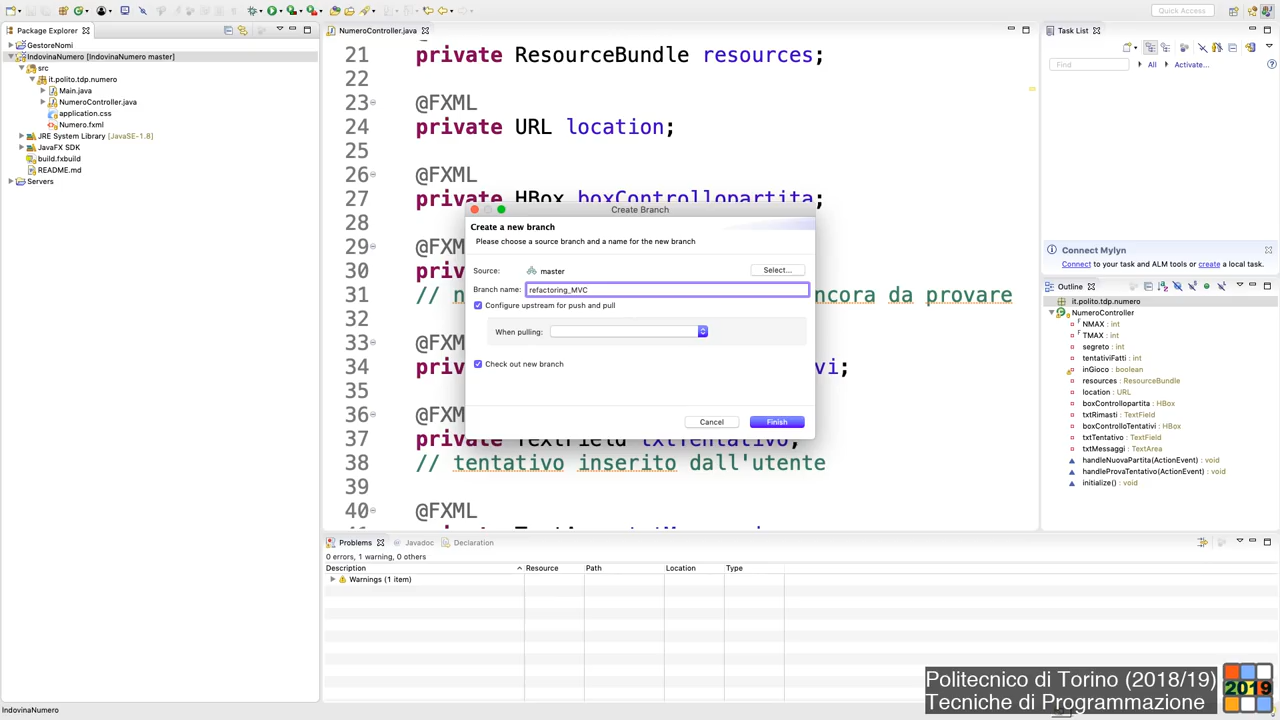 Quick Access
Package Explorer
GestoreNomi
IndovinaNumero [IndovinaNumero master]
src
it.polito.tdp.numero
Main.java
NumeroController.java
application.css
Numero.fxml
JRE System Library [JavaSE-1.8]
JavaFX SDK
build.fxbuild
README.md
Servers
NumeroController.java
21 private ResourceBundle resources;
22
23 @FXML
24 private URL location;
25
26 @FXML
27 private HBox boxControllopartita;
28
29 @FXM
30 priv
31 // n ncora da provare
32
33 @FXM
34 priv vi;
35
36 @FXM
37 private TextField txtTentativo;
38 // tentativo inserito dall'utente
39
40 @FXML
Create Branch
Create a new branch
Please choose a source branch and a name for the new branch
Source: master Select...
Branch name: refactoring_MVC
Configure upstream for push and pull
When pulling:
Check out new branch
Cancel Finish
Task List
Find All Activate...
Connect Mylyn
Connect to your task and ALM tools or create a local task.
Outline
it.polito.tdp.numero
NumeroController
NMAX : int
TMAX : int
segreto : int
tentativiFatti : int
inGioco : boolean
resources : ResourceBundle
location : URL
boxControllopartita : HBox
txtRimasti : TextField
boxControlloTentativi : HBox
txtTentativo : TextField
txtMessaggi : TextArea
handleNuovaPartita(ActionEvent) : void
handleProvaTentativo(ActionEvent) : void
initialize() : void
Problems Javadoc Declaration
0 errors, 1 warning, 0 others
Description Resource Path Location Type
Warnings (1 item)
IndovinaNumero
Politecnico di Torino (2018/19)
Tecniche di Programmazione
2019